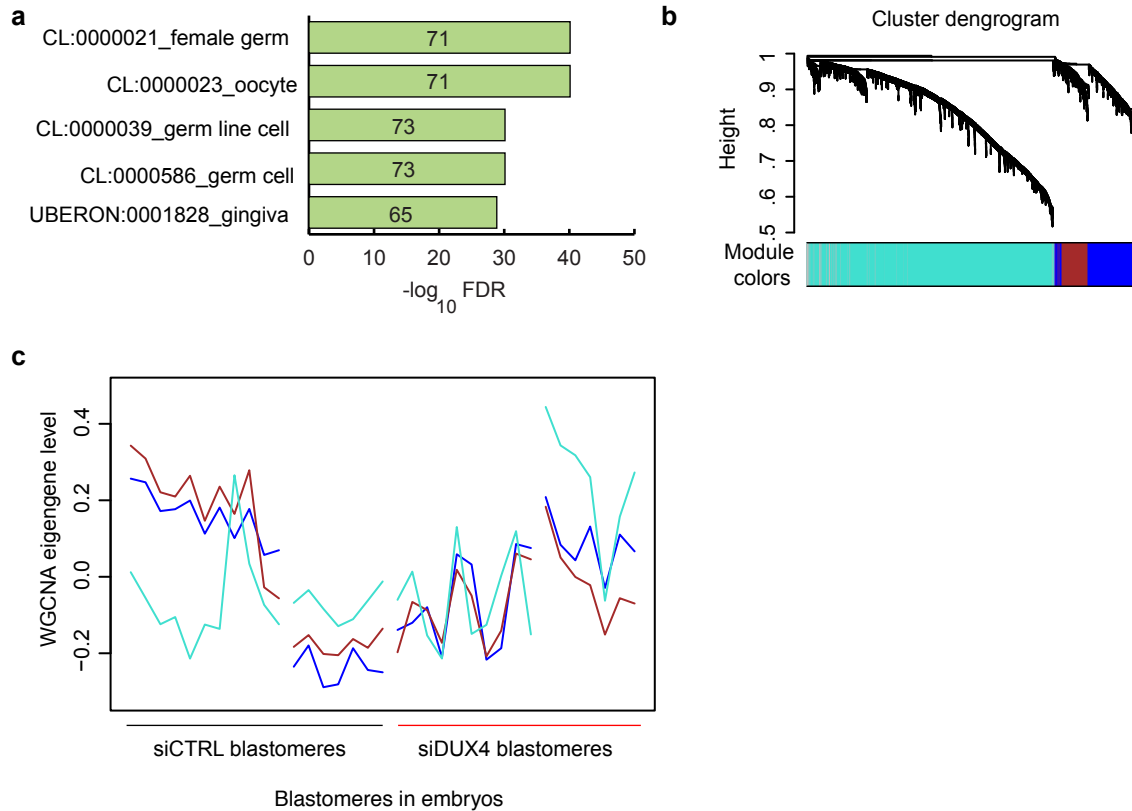 a
CL:0000021_female germ
71
CL:0000023_oocyte
71
CL:0000039_germ line cell
73
CL:0000586_germ cell
73
UBERON:0001828_gingiva
65
0 10 20 30 40 50
-log10 FDR
b
Cluster dengrogram
Height
1
.9
.8
.7
.6
.5
Module
colors
c
WGCNA eigengene level
0.4
0.2
0.0
−0.2
siCTRL blastomeres
siDUX4 blastomeres
Blastomeres in embryos